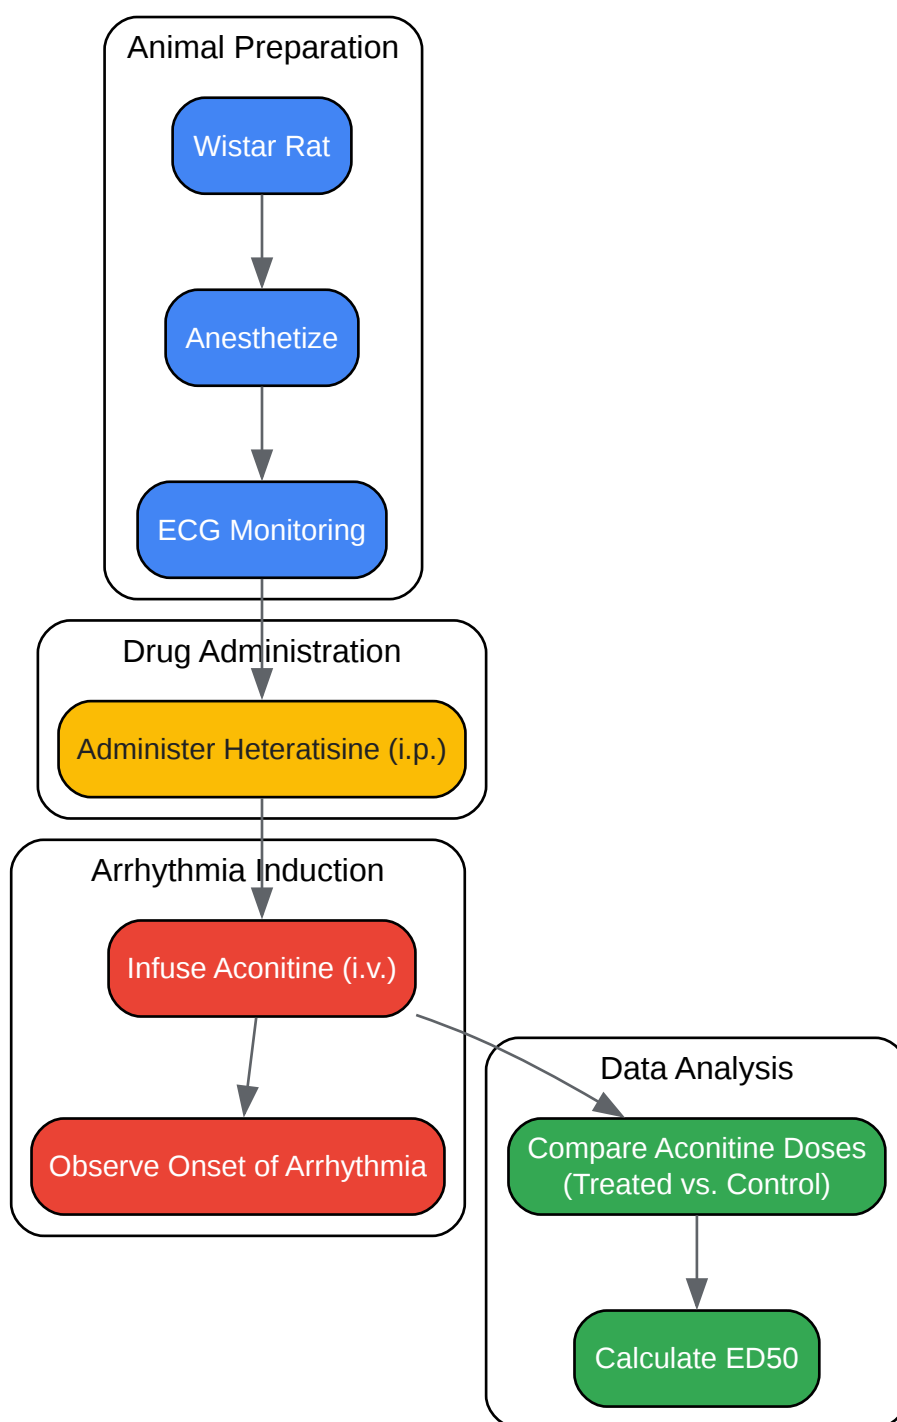 Animal Preparation
Wistar Rat
Anesthetize
ECG Monitoring
Drug Administration
Administer Heteratisine (i.p.)
Arrhythmia Induction
Infuse Aconitine (i.v.)
Observe Onset of Arrhythmia
Data Analysis
Compare Aconitine Doses
(Treated vs. Control)
Calculate ED50